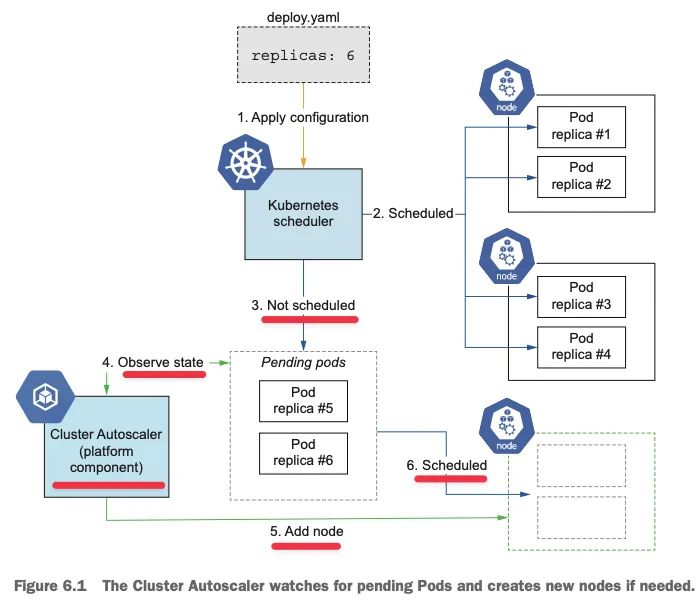 deploy.yaml
replicas: 6
1. Apply configuration
Kubernetes
scheduler
2. Scheduled
node
Pod
replica #1
Pod
replica #2
node
Pod
replica #3
Pod
replica #4
3. Not scheduled
4. Observe state
Pending pods
Pod
replica #5
Pod
replica #6
Cluster Autoscaler
(platform
component)
node
6. Scheduled
5. Add node
Figure 6.1 The Cluster Autoscaler watches for pending Pods and creates new nodes if needed.